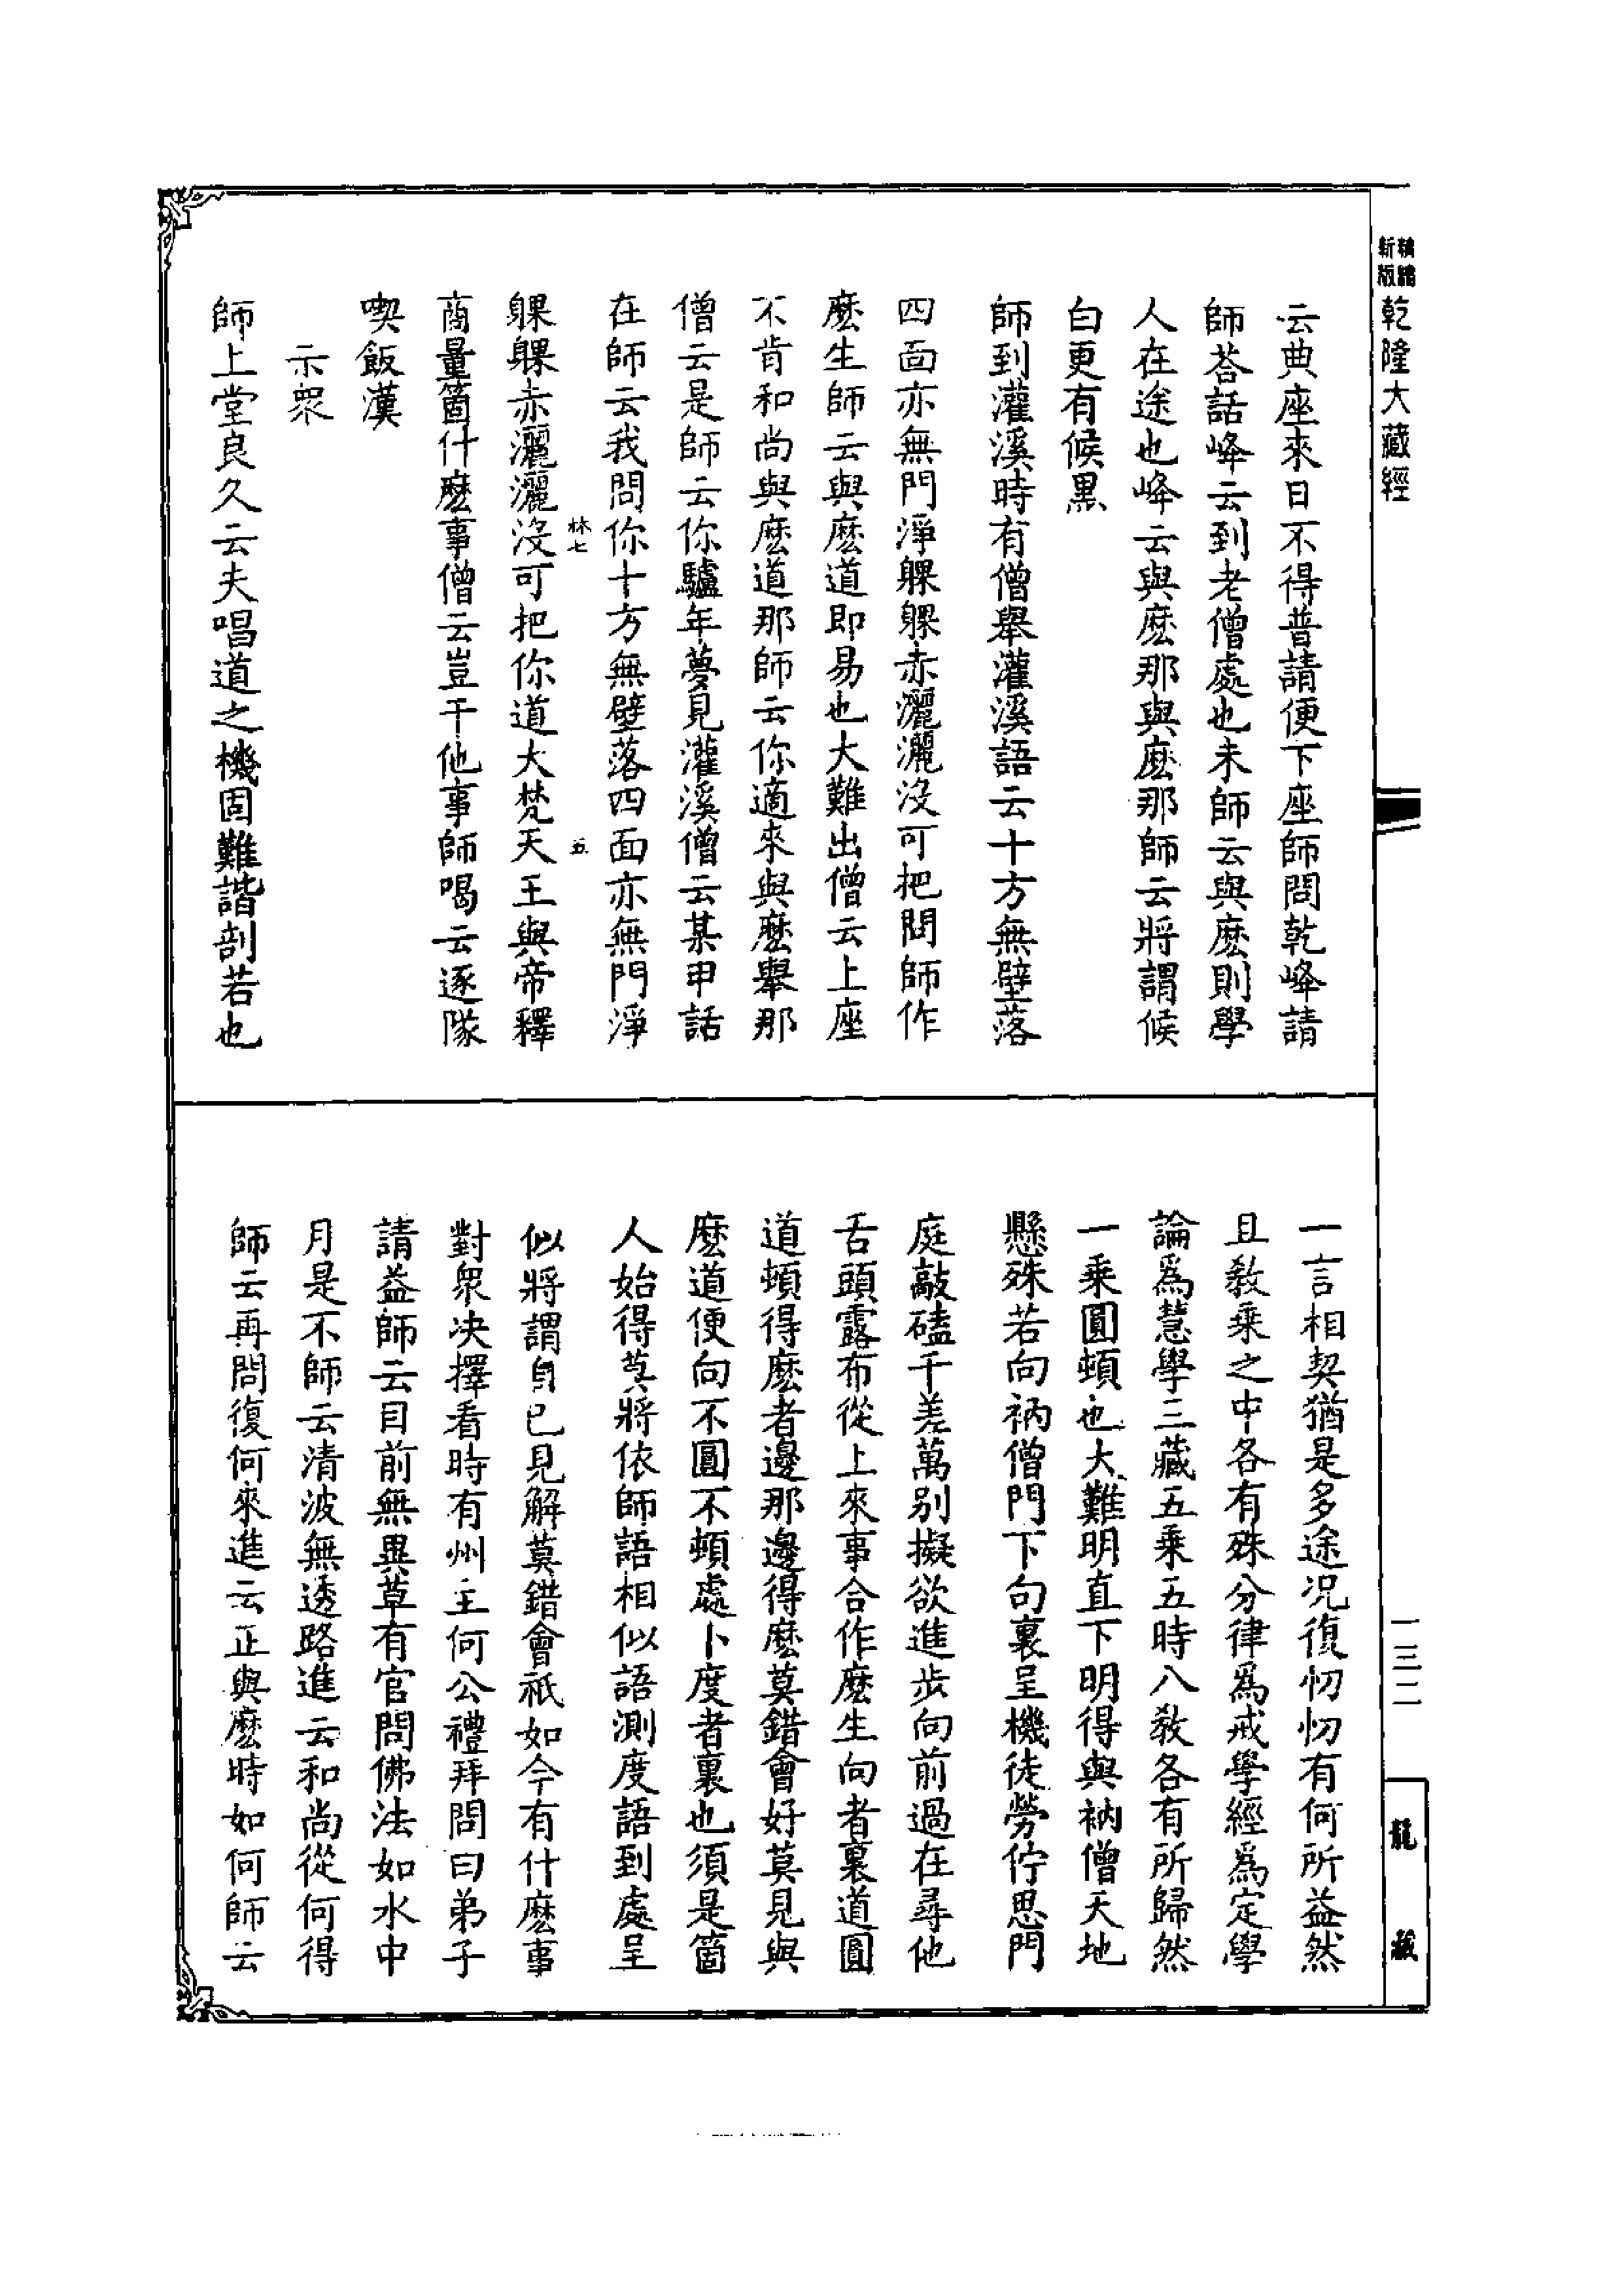 新版
精縮
乾隆大藏經
云典座來日不得普請便下座師問乾峰請
師荅話峰云到老僧處也未師云與麽則學
人在途也峰云與麽那與麽那師云將謂候
白更有候黑
師到灌溪時有僧舉灌溪語云十方無壁落
四面亦無門淨躶躶赤灑灑沒可把問師作
麽生師云與麽道即易也大難出僧云上座
不肯和尚與麽道那師云你適來與麽舉那
僧云是師云你驢年夢見灌溪僧云某甲話
在師云我問你十方無壁落四面亦無門淨
林七
五
躶躶赤灑灑沒可把你道大梵天王與帝釋
商量箇什麽事僧云豈干他事師喝云逐隊
喫飯漢
示衆
師上堂良久云夫唱道之機固難諧剖若也
一言相契猶是多途况復忉忉有何所益然
且敎乘之中各有殊分律爲戒學經爲定學
論爲慧學三藏五乘五時八敎各有所歸然
一乘圓頓也大難明直下明得與衲僧天地
懸殊若向衲僧門下句裏呈機徒勞佇思門
庭敲磕千差萬别擬欲進步向前過在尋他
舌頭露布從上來事合作麽生向者裏道圓
道頓得麽者邊那邊得麽莫錯會好莫見與
麽道便向不圓不頓處卜度者裏也須是箇
人始得莫將依師語相似語測度語到處呈
似將謂自已見解莫錯會祇如今有什麽事
對衆决擇看時有州主何公禮拜問曰弟子
請益師云目前無異草有官問佛法如水中
月是不師云清波無透路進云和尚從何得
師云再問復何來進云正與麽時如何師云
一三二
龍藏